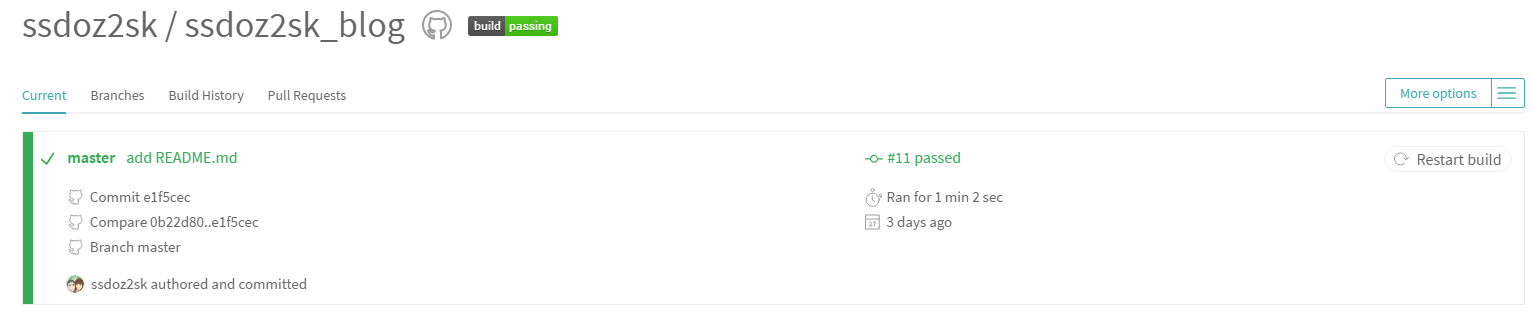 ssdoz2sk / ssdoz2sk_blog build passing
Current Branches Build History Pull Requests More options
master add README.md #11 passed Restart build
Commit e1f5cec Ran for 1 min 2 sec
Compare 0b22d80..e1f5cec 27 3 days ago
Branch master
ssdoz2sk authored and committed